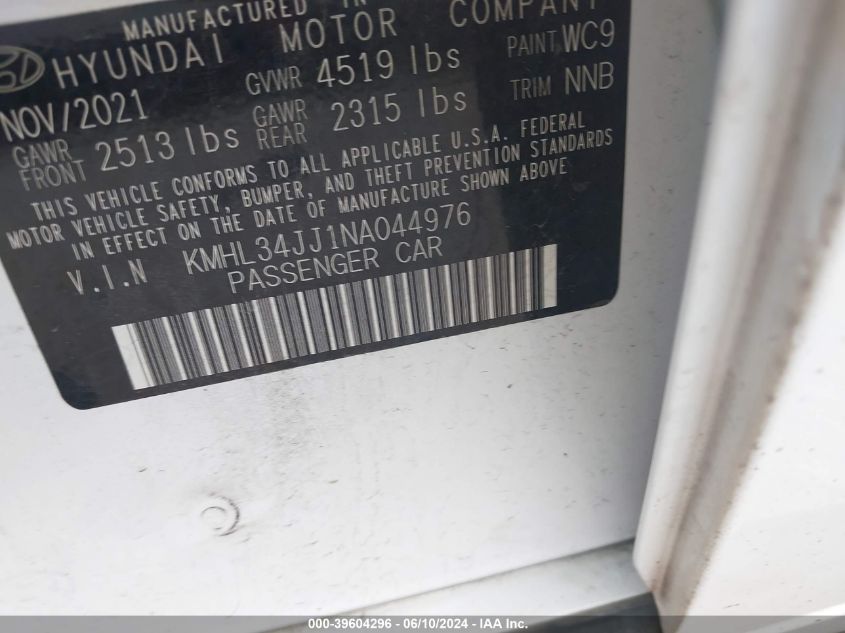 MANUFACTURED IN
HYUNDAI MOTOR COMPANY
NOV/2021 GVWR 4519 lbs PAINT WC9
GAWR FRONT 2513 lbs GAWR REAR 2315 lbs TRIM NNB
THIS VEHICLE CONFORMS TO ALL APPLICABLE U.S.A. FEDERAL
MOTOR VEHICLE SAFETY, BUMPER, AND THEFT PREVENTION STANDARDS
IN EFFECT ON THE DATE OF MANUFACTURE SHOWN ABOVE
V.I.N KMHL34JJ1NA044976
PASSENGER CAR
000-39604296 - 06/10/2024 - IAA Inc.